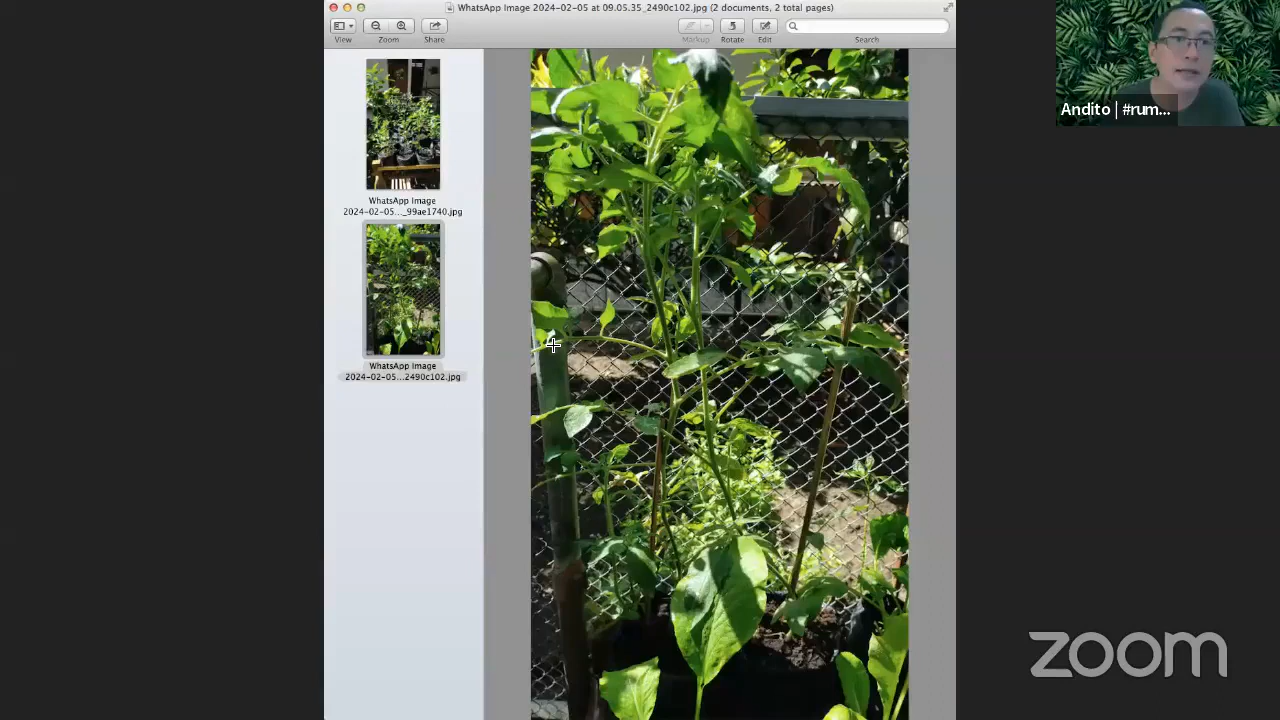 WhatsApp Image 2024-02-05 at 09.05.35_2490c102.jpg (2 documents, 2 total pages)
View
Zoom
Share
Markup
Rotate
Edit
Search
WhatsApp Image
2024-02-05..._99ae1740.jpg
WhatsApp Image
2024-02-05...2490c102.jpg
Andito | #rum...
zoom